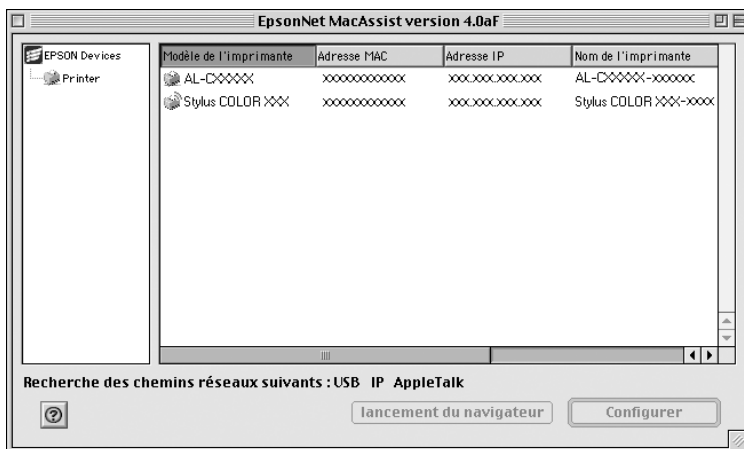 EpsonNet MacAssist version 4.0aF
EPSON Devices
Printer
Modèle de l'imprimante Adresse MAC Adresse IP Nom de l'imprimante
AL-CXXXXX XXXXXXXXXXXX XXX.XXX.XXX.XXX AL-CXXXXX-XXXXXX
Stylus COLOR XXX XXXXXXXXXXXX XXX.XXX.XXX.XXX Stylus COLOR XXX-XXXX
Recherche des chemins réseaux suivants : USB IP AppleTalk
?
lancement du navigateur
Configurer